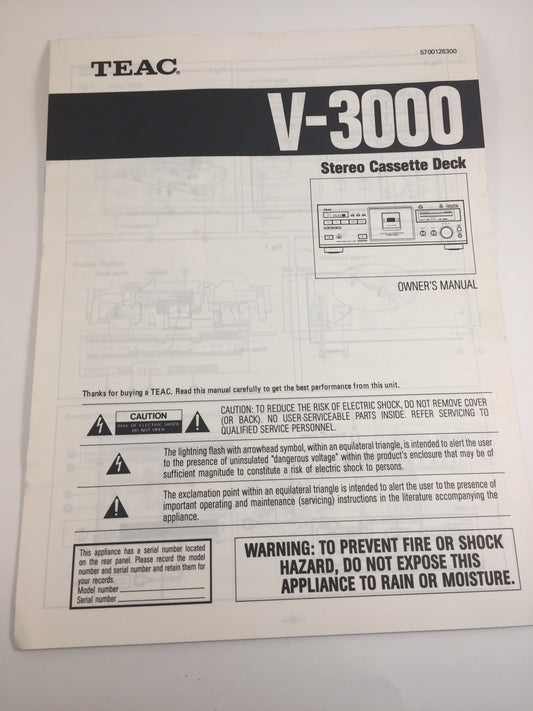 5700126300
TEAC®
V-3000
Stereo Cassette Deck
OWNER'S MANUAL
Thanks for buying a TEAC. Read this manual carefully to get the best performance from this unit.
CAUTION
RISK OF ELECTRIC SHOCK
DO NOT OPEN
CAUTION: TO REDUCE THE RISK OF ELECTRIC SHOCK, DO NOT REMOVE COVER
(OR BACK). NO USER-SERVICEABLE PARTS INSIDE. REFER SERVICING TO
QUALIFIED SERVICE PERSONNEL.
The lightning flash with arrowhead symbol, within an equilateral triangle, is intended to alert the user
to the presence of uninsulated "dangerous voltage" within the product's enclosure that may be of
sufficient magnitude to constitute a risk of electric shock to persons.
The exclamation point within an equilateral triangle is intended to alert the user to the presence of
important operating and maintenance (servicing) instructions in the literature accompanying the
appliance.
This appliance has a serial number located
on the rear panel. Please record the model
number and serial number and retain them for
your records.
Model number
Serial number
WARNING: TO PREVENT FIRE OR SHOCK
HAZARD, DO NOT EXPOSE THIS
APPLIANCE TO RAIN OR MOISTURE.